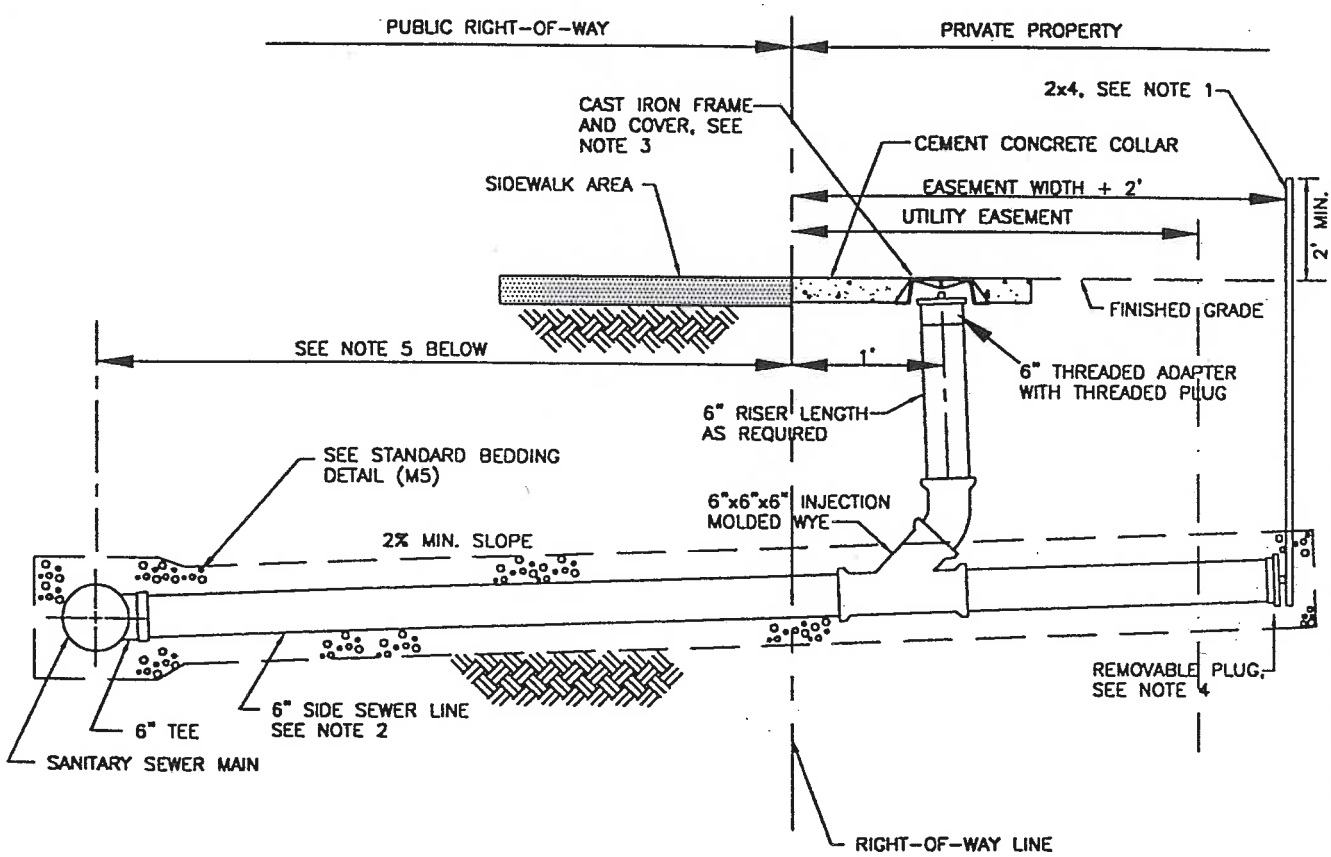 PUBLIC RIGHT-OF-WAY
PRIVATE PROPERTY
2x4, SEE NOTE 1
CAST IRON FRAME
AND COVER, SEE
NOTE 3
CEMENT CONCRETE COLLAR
SIDEWALK AREA
EASEMENT WIDTH + 2'
UTILITY EASEMENT
2' MIN.
FINISHED GRADE
SEE NOTE 5 BELOW
1'
6" THREADED ADAPTER
WITH THREADED PLUG
6" RISER LENGTH
AS REQUIRED
SEE STANDARD BEDDING
DETAIL (M5)
6"x6"x6" INJECTION
MOLDED WYE
2% MIN. SLOPE
REMOVABLE PLUG,
SEE NOTE 4
6" SIDE SEWER LINE
SEE NOTE 2
6" TEE
SANITARY SEWER MAIN
RIGHT-OF-WAY LINE